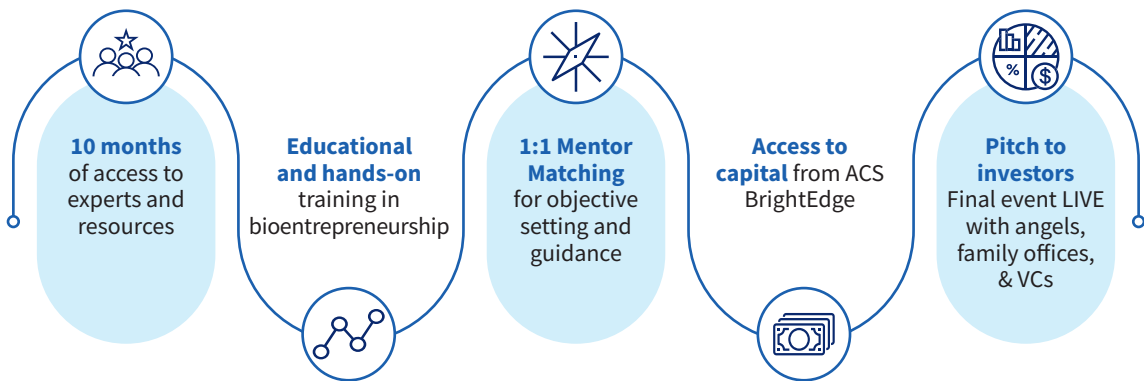 10 months
of access to
experts and
resources
Educational
and hands-on
training in
bioentrepreneurship
1:1 Mentor
Matching
for objective
setting and
guidance
Access to
capital from ACS
BrightEdge
%
$
Pitch to
investors
Final event LIVE
with angels,
family offices,
& VCs